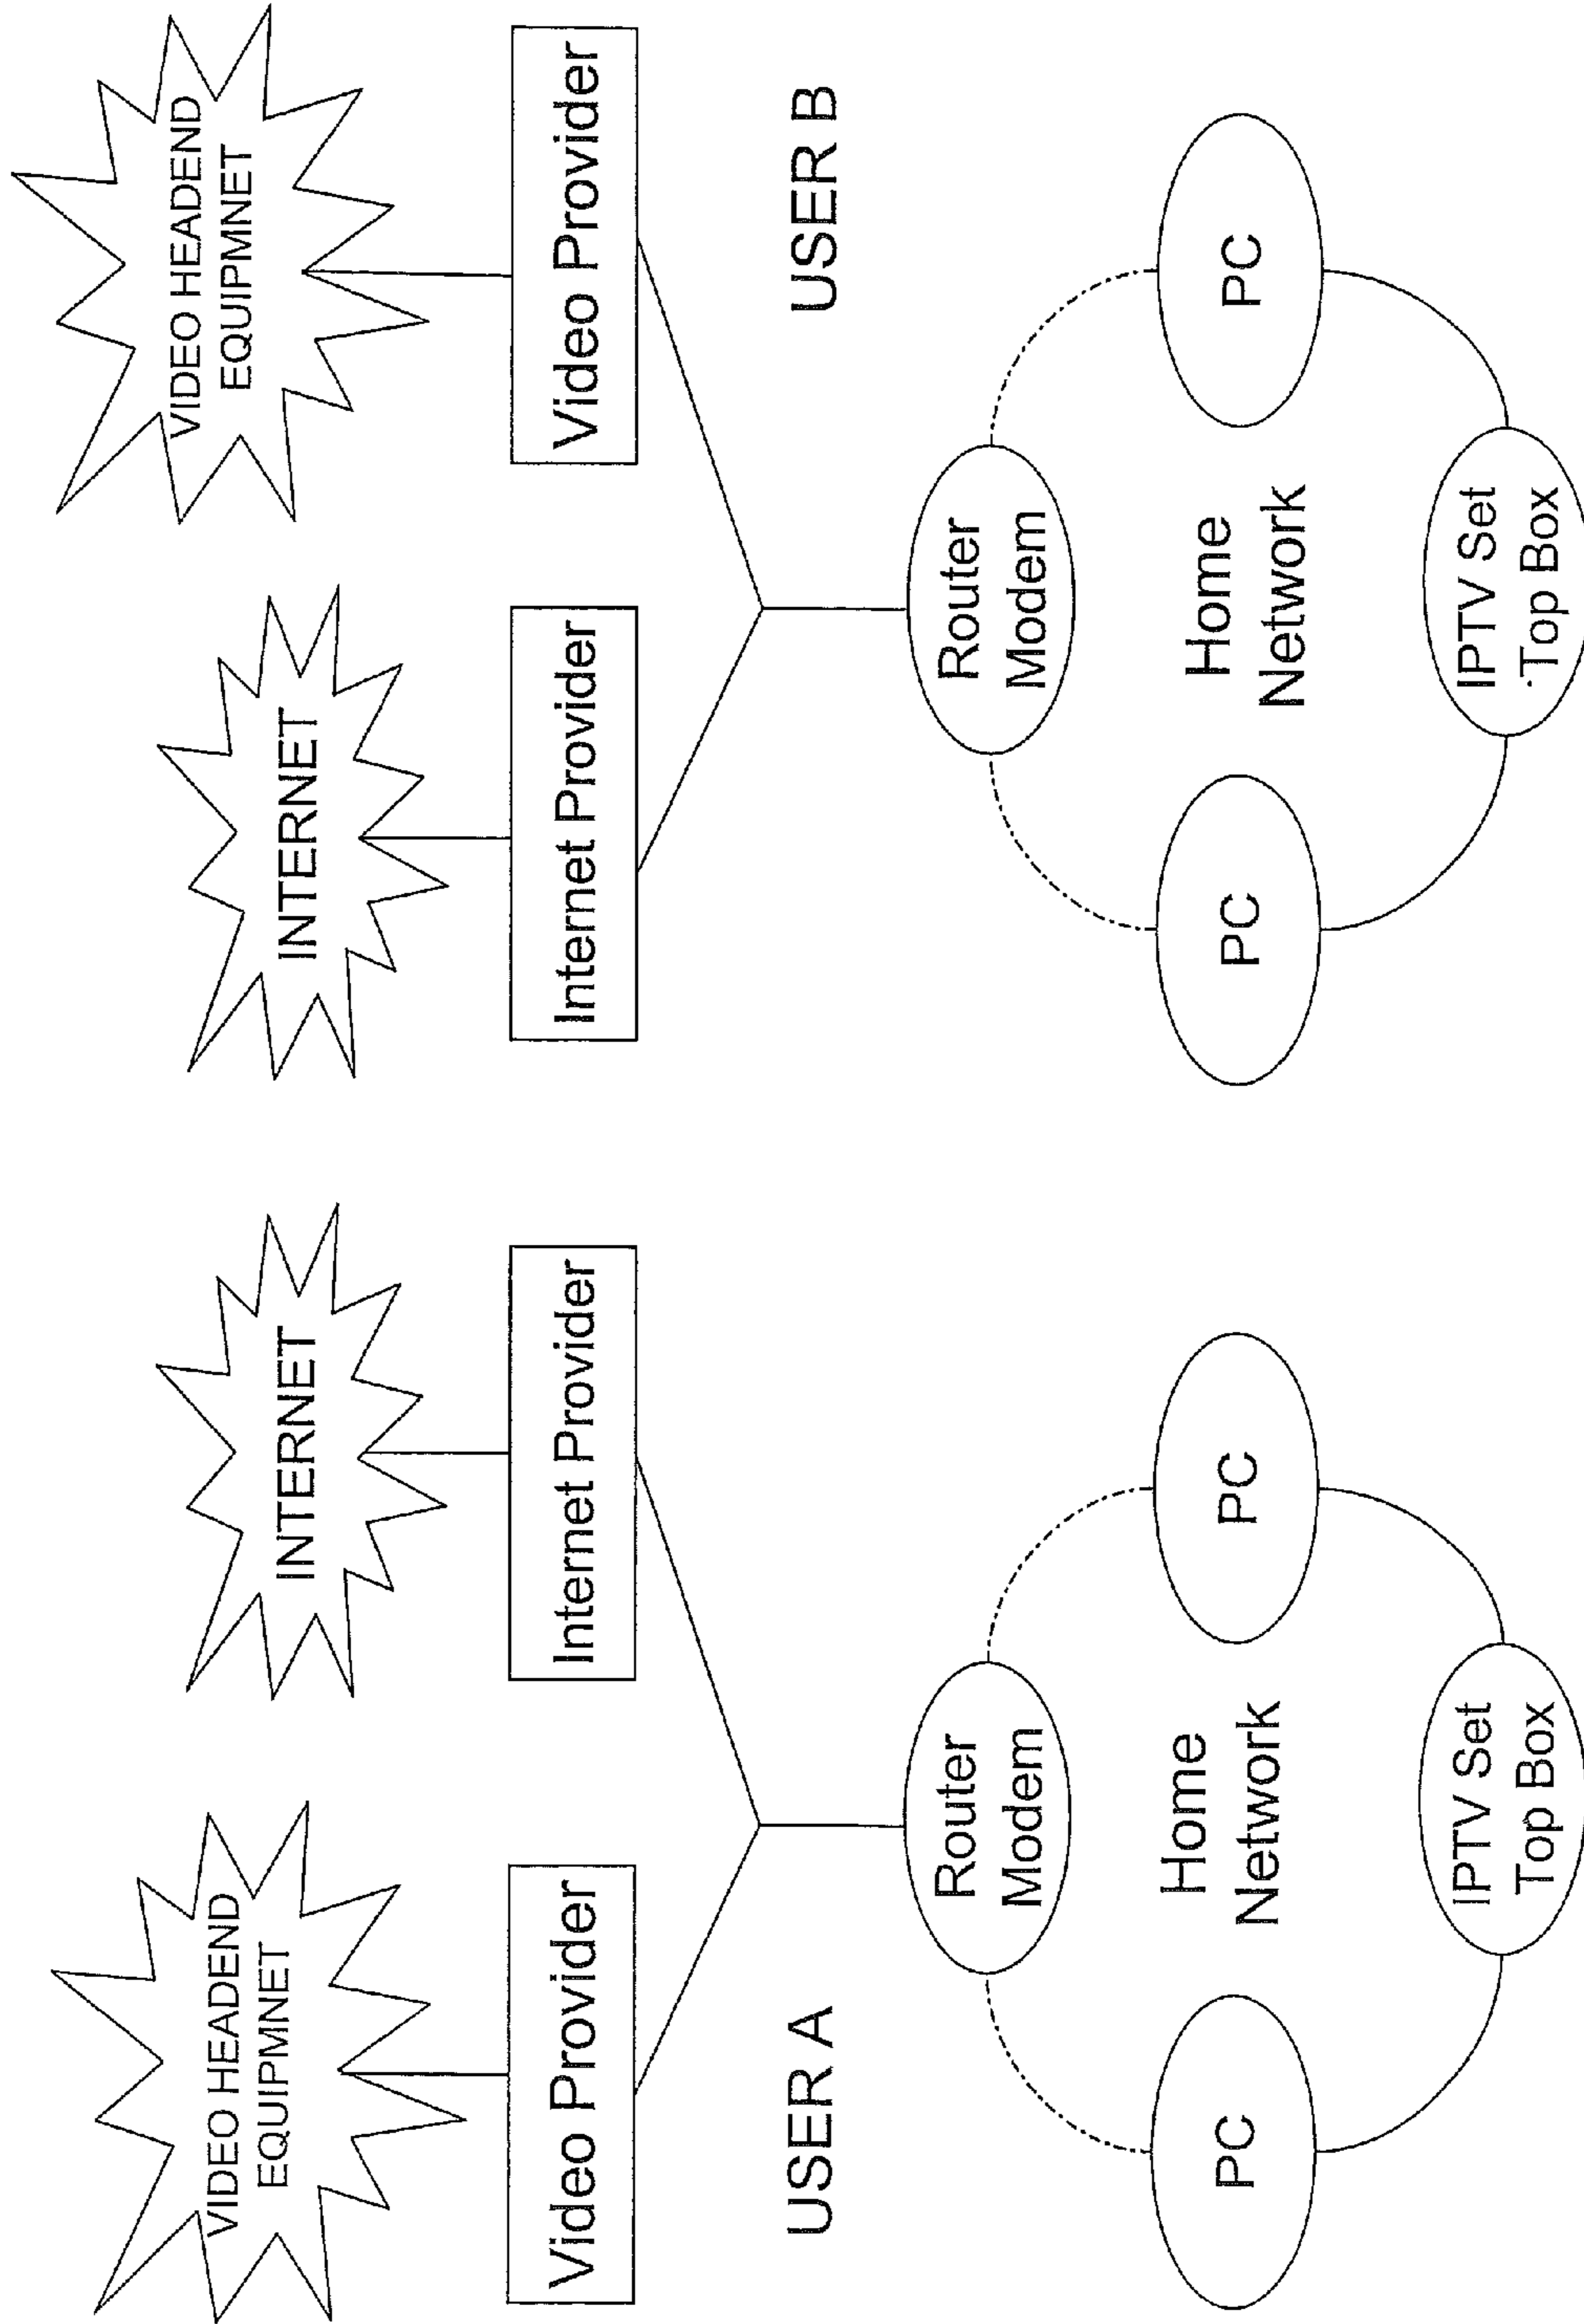 VIDEO HEADEND
EQUIPMNET
INTERNET
INTERNET
VIDEO HEADEND
EQUIPMNET
Video Provider
Internet Provider
Internet Provider
Video Provider
USER A
USER B
Router
Modem
Router
Modem
PC
Home
Network
PC
PC
Home
Network
PC
IPTV Set
Top Box
IPTV Set
Top Box